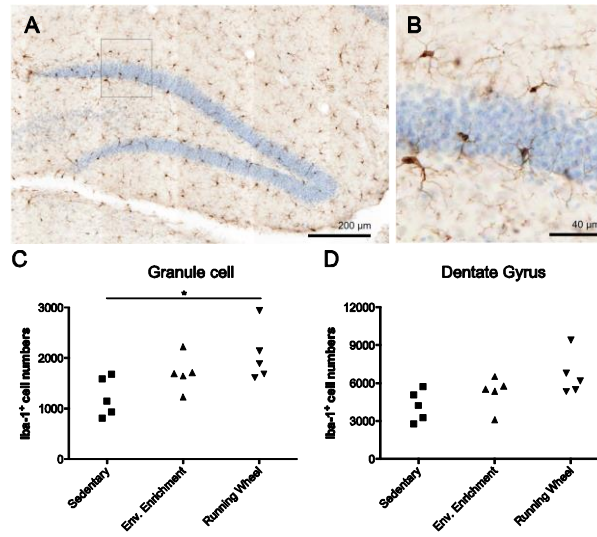 A
B
200 µm
40 µm
C
Granule cell
D
Dentate Gyrus
*
Iba-1+ cell numbers
3000
2000
1000
0
Sedentary
Env. Enrichment
Running Wheel
Iba-1+ cell numbers
12000
9000
6000
3000
0
Sedentary
Env. Enrichment
Running Wheel